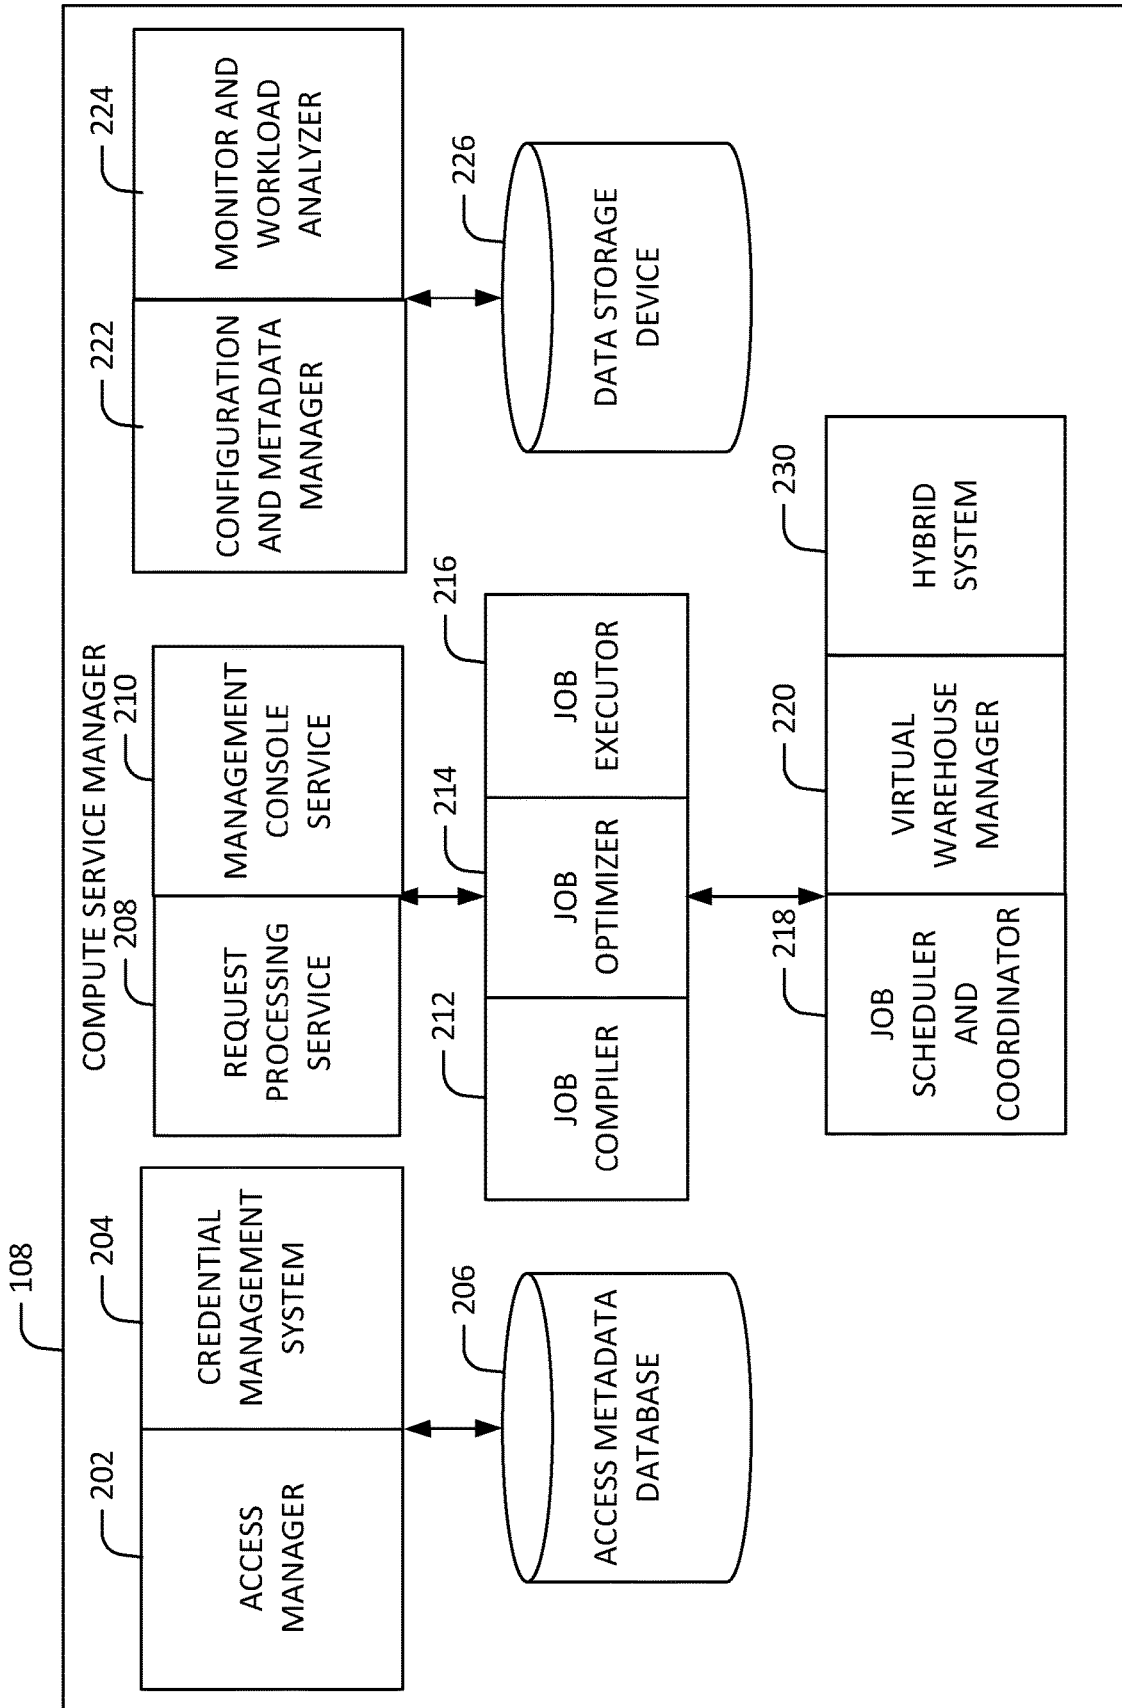 108
COMPUTE SERVICE MANAGER
202
ACCESS
MANAGER
204
CREDENTIAL
MANAGEMENT
SYSTEM
206
ACCESS METADATA
DATABASE
208
REQUEST
PROCESSING
SERVICE
210
MANAGEMENT
CONSOLE
SERVICE
212
JOB
COMPILER
214
JOB
OPTIMIZER
216
JOB
EXECUTOR
218
JOB
SCHEDULER
AND
COORDINATOR
220
VIRTUAL
WAREHOUSE
MANAGER
230
HYBRID
SYSTEM
222
CONFIGURATION
AND METADATA
MANAGER
224
MONITOR AND
WORKLOAD
ANALYZER
226
DATA STORAGE
DEVICE